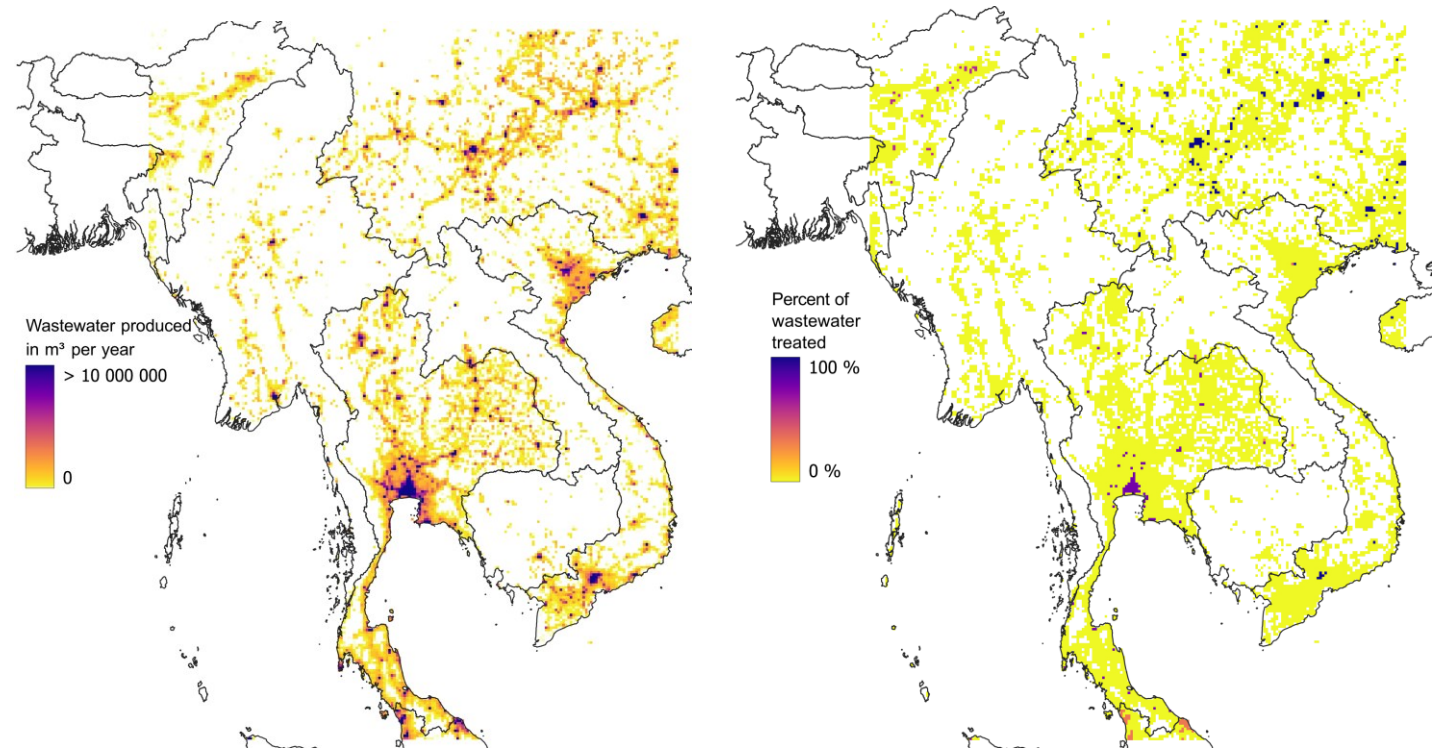 Wastewater produced
in m³ per year
> 10 000 000
0
Percent of
wastewater
treated
100 %
0 %